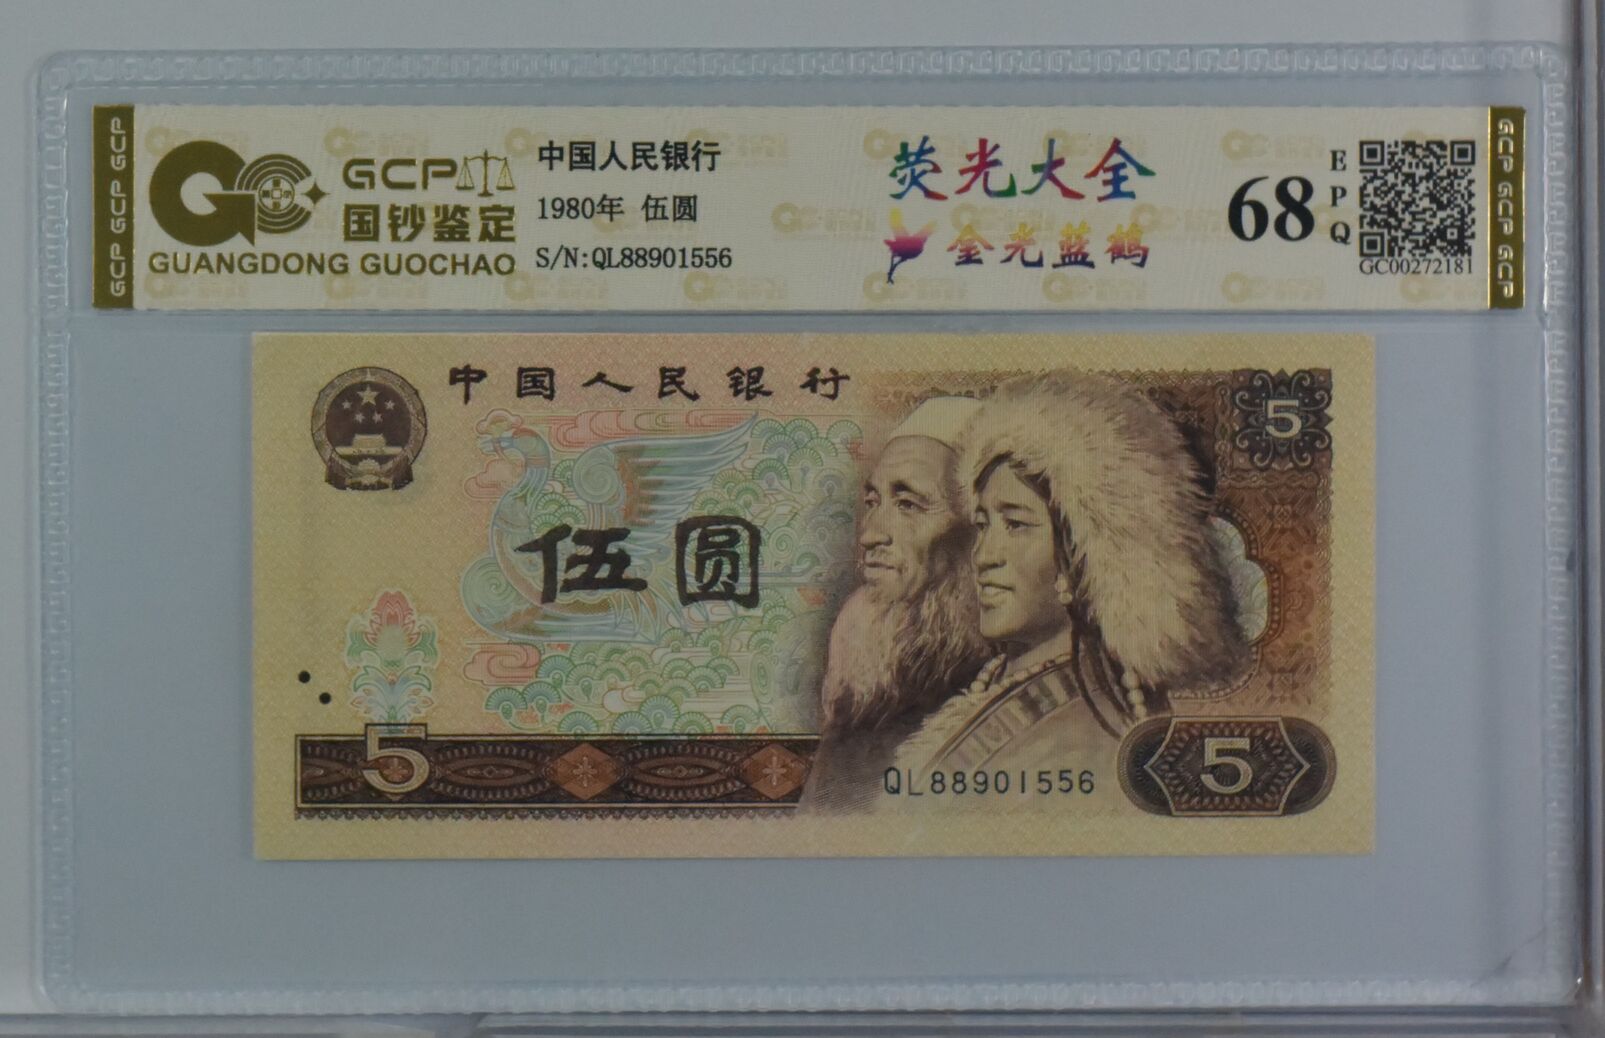 GCP
国钞鉴定
GUANGDONG GUOCHAO
中国人民银行
1980年 伍圆
S/N:QL88901556
荧光大全
金光蓝鹤
68
EPQ
GC00272181
GCP GCP GCP
GCP GCP GCP
中国人民银行
5
伍圆
5
QL88901556
5